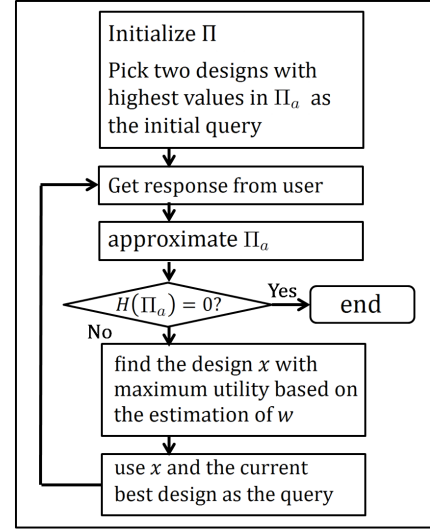 Initialize Π
Pick two designs with
highest values in Πₐ as
the initial query
Get response from user
approximate Πₐ
H(Πₐ) = 0?
Yes
end
No
find the design x with
maximum utility based on
the estimation of w
use x and the current
best design as the query